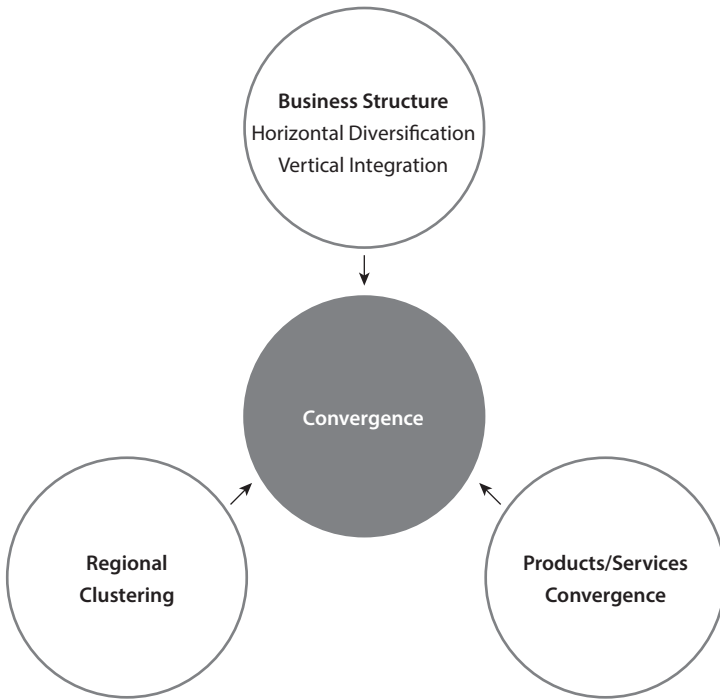 Business Structure
Horizontal Diversification
Vertical Integration
Convergence
Regional
Clustering
Products/Services
Convergence